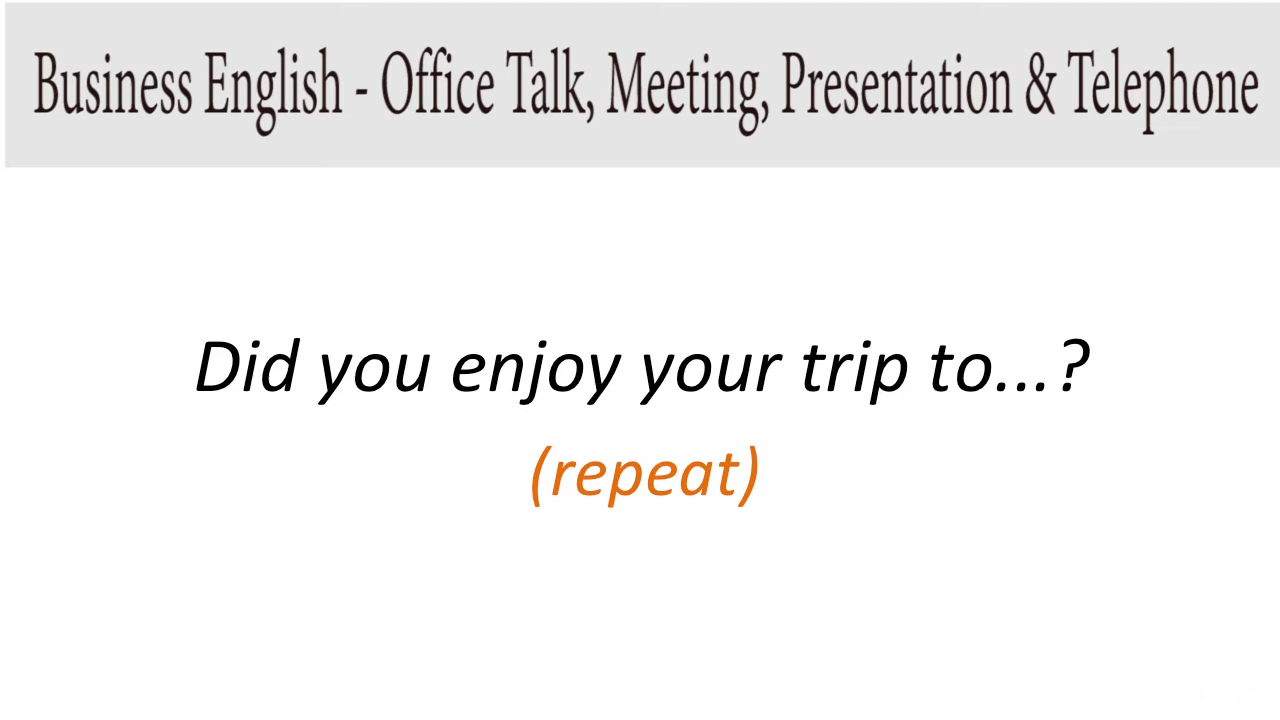 Business English - Office Talk, Meeting, Presentation & Telephone
Did you enjoy your trip to...?
(repeat)